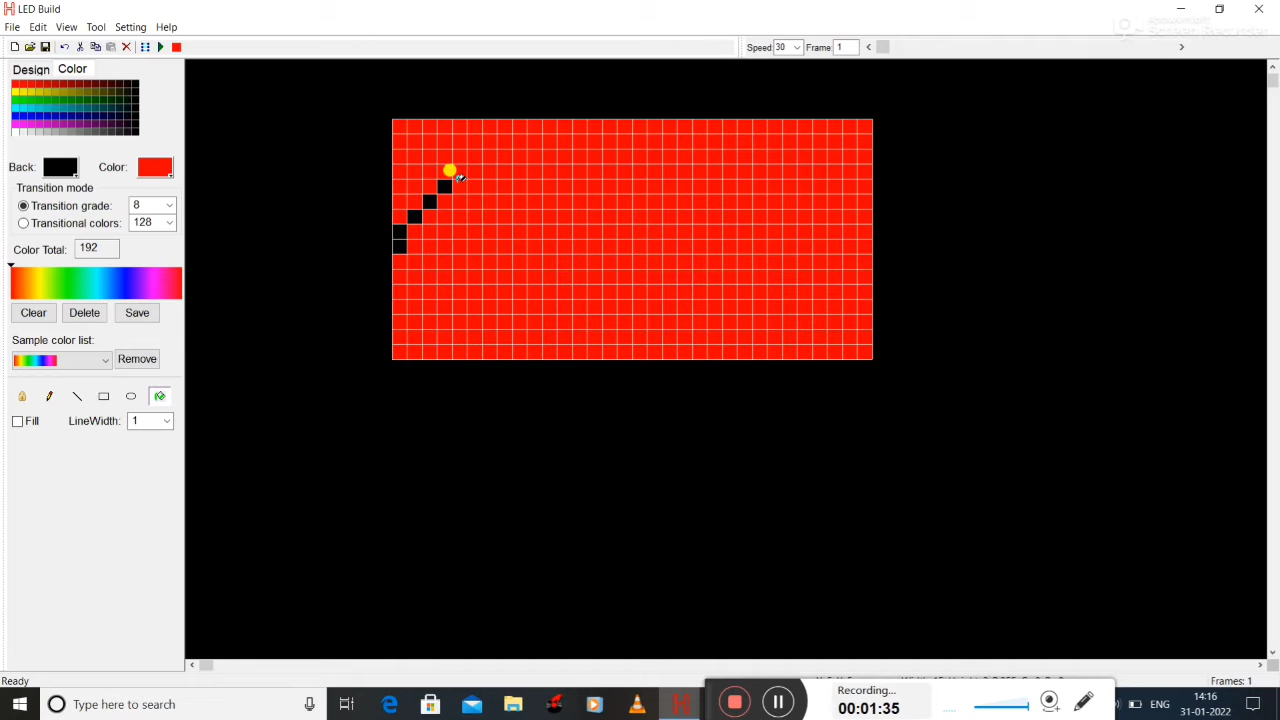 LED Build
File Edit View Tool Setting Help
Speed: 30 Frame: 1
Design Color
Back: Color:
Transition mode
Transition grade: 8
Transitional colors: 128
Color Total: 192
Clear Delete Save
Sample color list:
Remove
Fill LineWidth: 1
Ready
Frames: 1
Type here to search
Recording...
00:01:35
ENG
14:16
31-01-2022